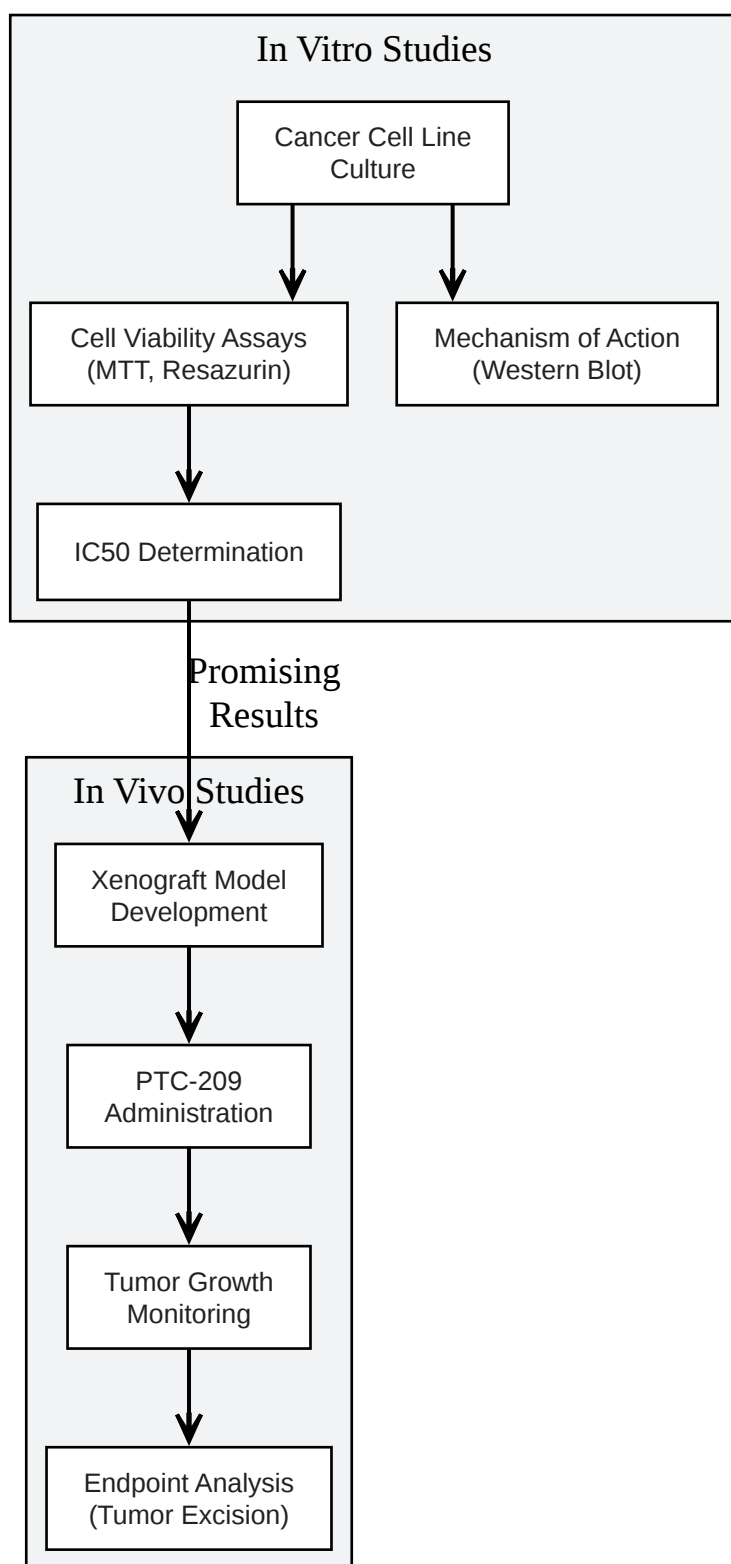 In Vitro Studies
Cancer Cell Line
Culture
Cell Viability Assays
(MTT, Resazurin)
Mechanism of Action
(Western Blot)
IC50 Determination
Promising
Results
In Vivo Studies
Xenograft Model
Development
PTC-209
Administration
Tumor Growth
Monitoring
Endpoint Analysis
(Tumor Excision)